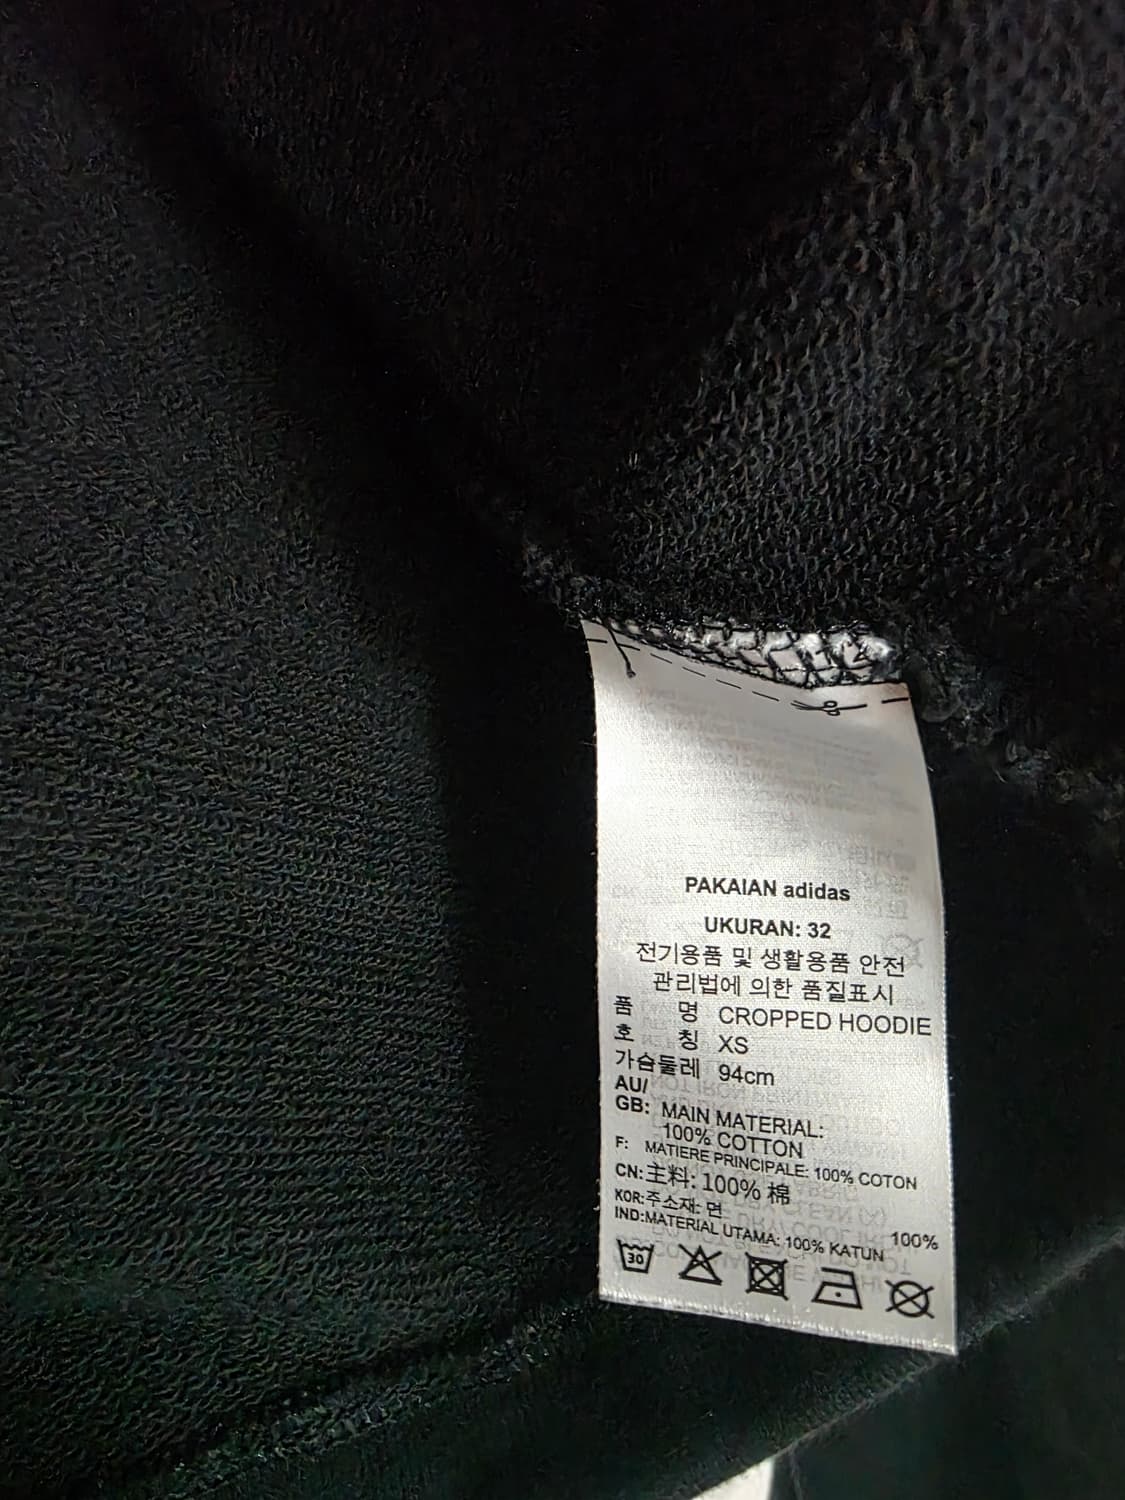 PAKAIAN adidas
UKURAN: 32
전기용품 및 생활용품 안전
관리법에 의한 품질표시
품 명 CROPPED HOODIE
호 칭 XS
가슴둘레 94cm
AU/
GB: MAIN MATERIAL:
100% COTTON
F: MATIERE PRINCIPALE: 100% COTON
CN:主料: 100% 棉
KOR:주소재: 면 100%
IND:MATERIAL UTAMA: 100% KATUN
30